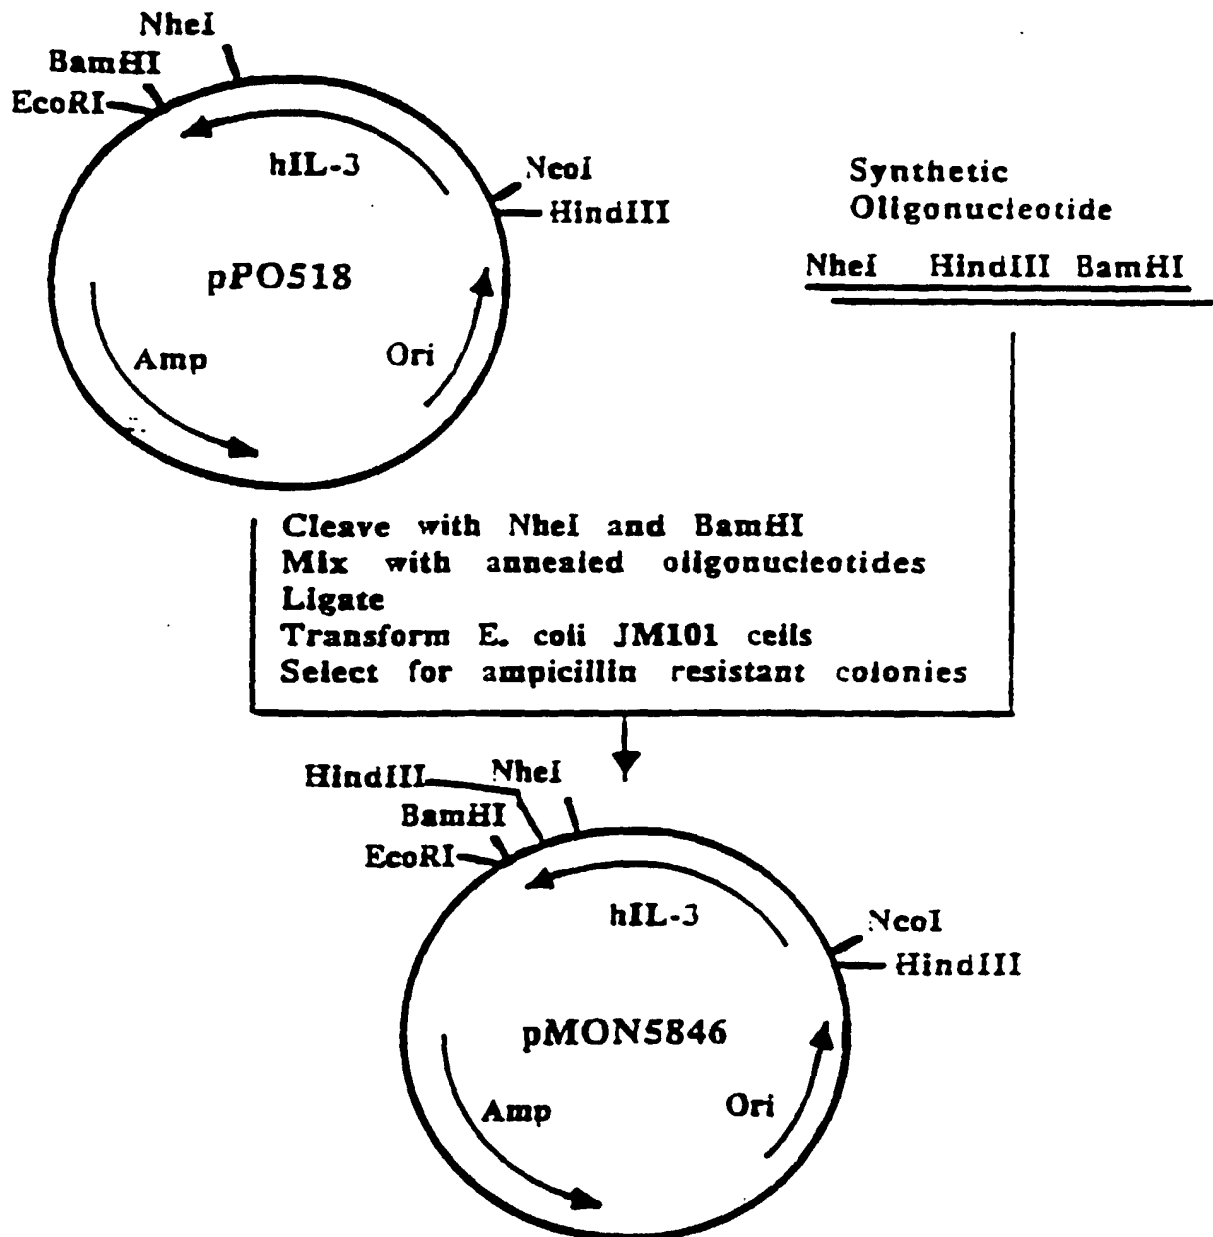 NheI
BamHI
EcoRI
hIL-3
NcoI
HindIII
pPO518
Amp
Ori
Synthetic
Oligonucleotide
NheI HindIII BamHI
Cleave with NheI and BamHI
Mix with annealed oligonucleotides
Ligate
Transform E. coli JM101 cells
Select for ampicillin resistant colonies
HindIII
NheI
BamHI
EcoRI
hIL-3
NcoI
HindIII
pMON5846
Amp
Ori